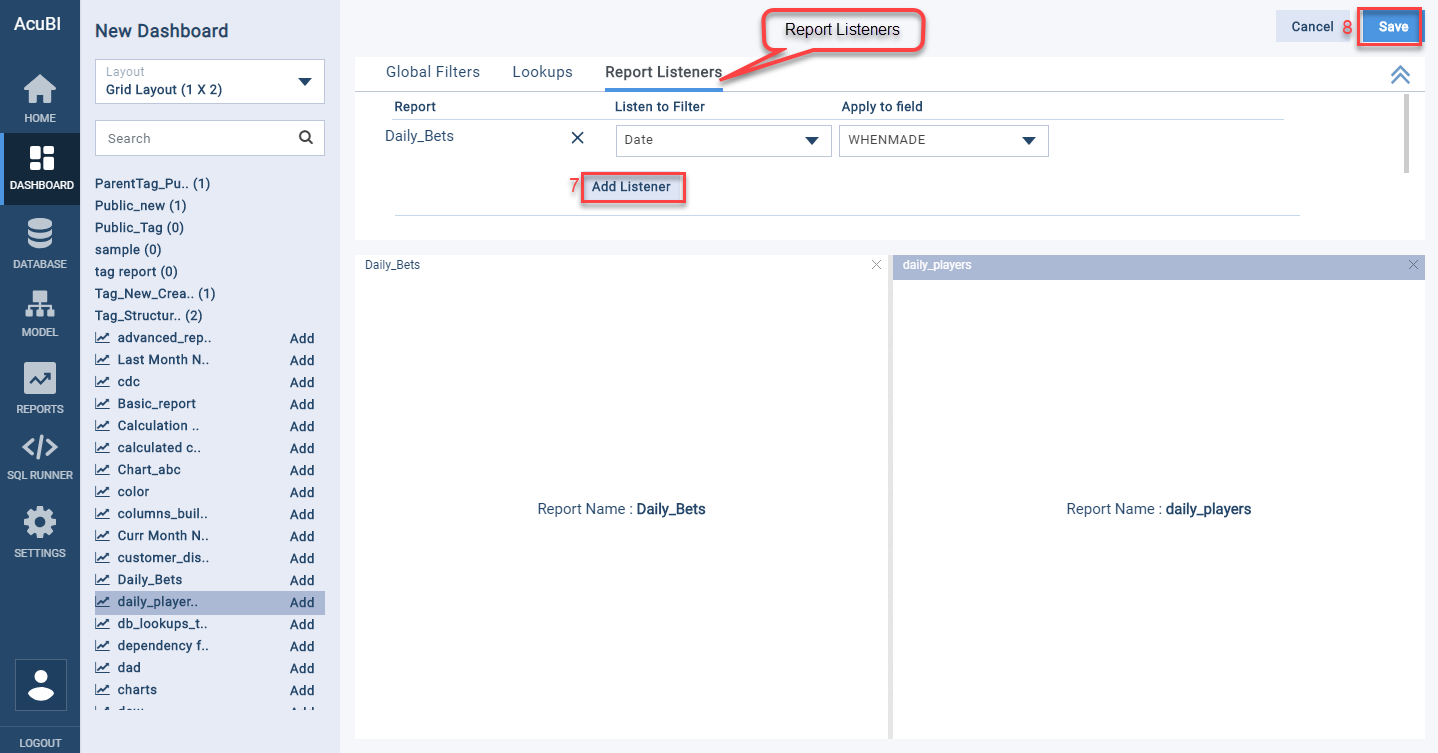 AcuBI
HOME
DASHBOARD
DATABASE
MODEL
REPORTS
SQL RUNNER
SETTINGS
LOGOUT
New Dashboard
Layout
Grid Layout (1 X 2)
Search
ParentTag_Pu.. (1)
Public_new (1)
Public_Tag (0)
sample (0)
tag report (0)
Tag_New_Crea.. (1)
Tag_Structur.. (2)
advanced_rep.. Add
Last Month N.. Add
cdc Add
Basic_report Add
Calculation .. Add
calculated c.. Add
Chart_abc Add
color Add
columns_buil.. Add
Curr Month N.. Add
customer_dis.. Add
Daily_Bets Add
daily_player.. Add
db_lookups_t.. Add
dependency f.. Add
dad Add
charts Add
Report Listeners
Cancel 8 Save
Global Filters Lookups Report Listeners
Report Listen to Filter Apply to field
Daily_Bets Date WHENMADE
7 Add Listener
Daily_Bets
Report Name : Daily_Bets
daily_players
Report Name : daily_players